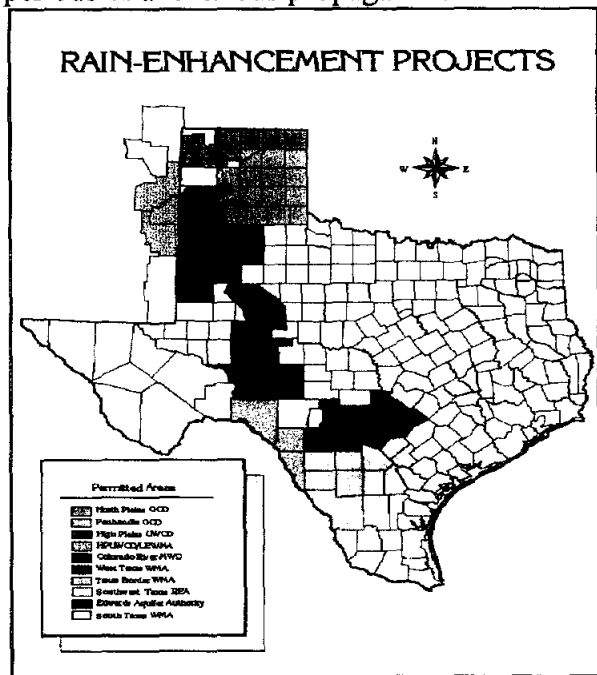 RAIN-ENHANCEMENT PROJECTS
N
W E
S
Permitted Areas
North Plains GCD
Panhandle GCD
High Plains UWCD
HPUWCD/LEWMA
Colorado River MWD
West Texas WMA
Texas Border WMA
Southwest Texas REA
Edwards Aquifer Authority
South Texas WMA